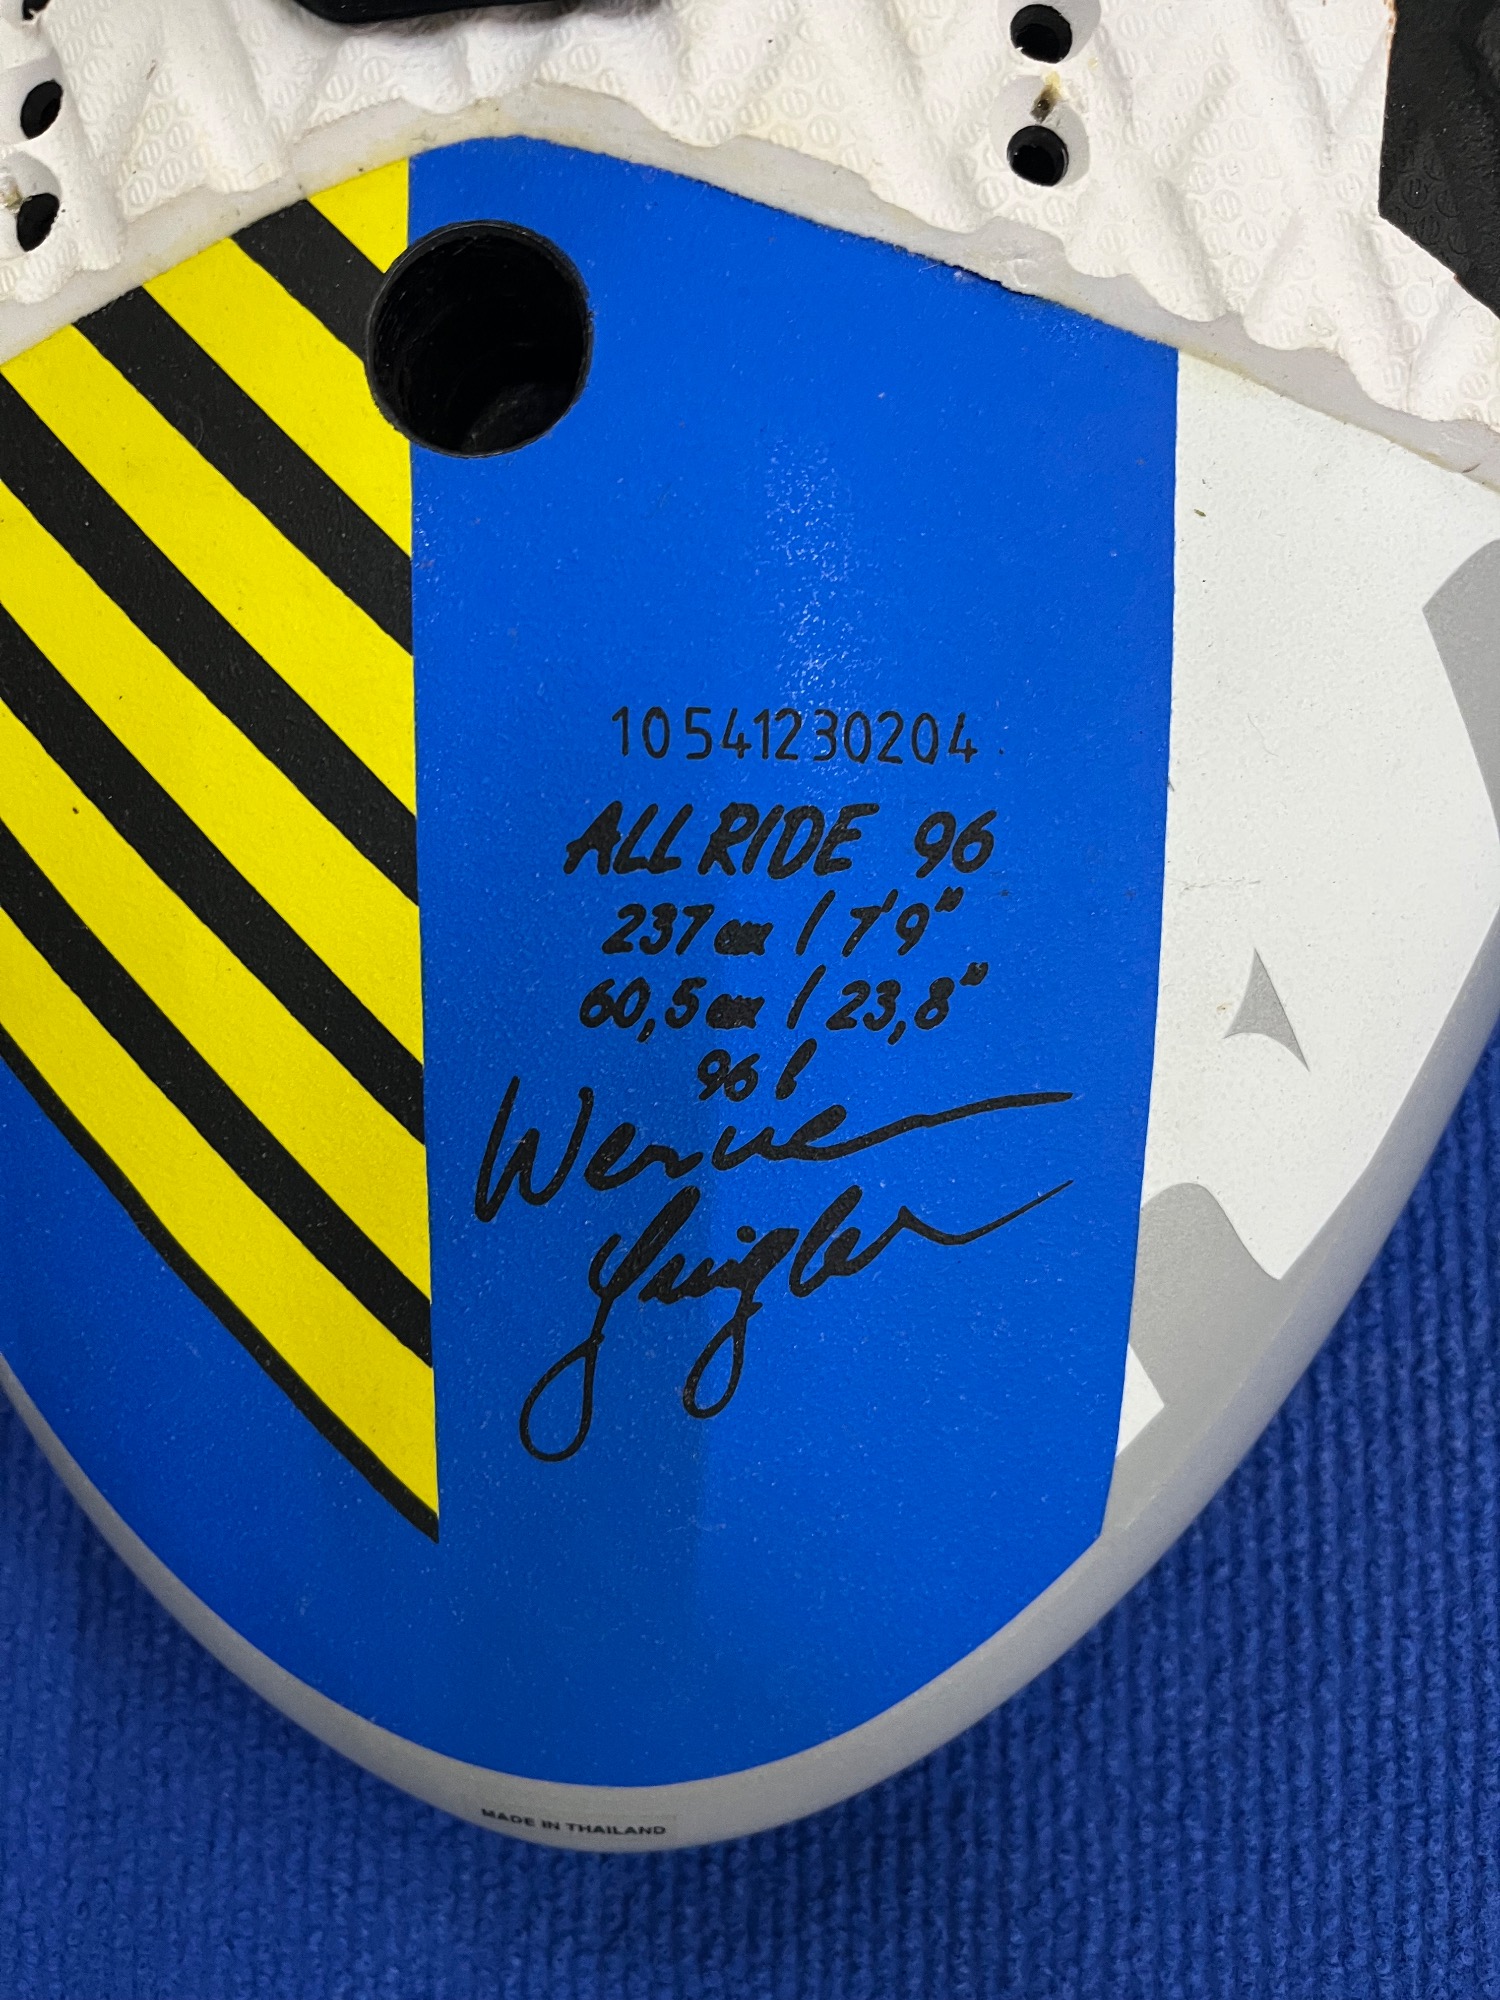 10541230204
ALL RIDE 96
237 cm / 7'9"
60,5 cm / 23,8"
96 l
Werner
Gnigler
MADE IN THAILAND